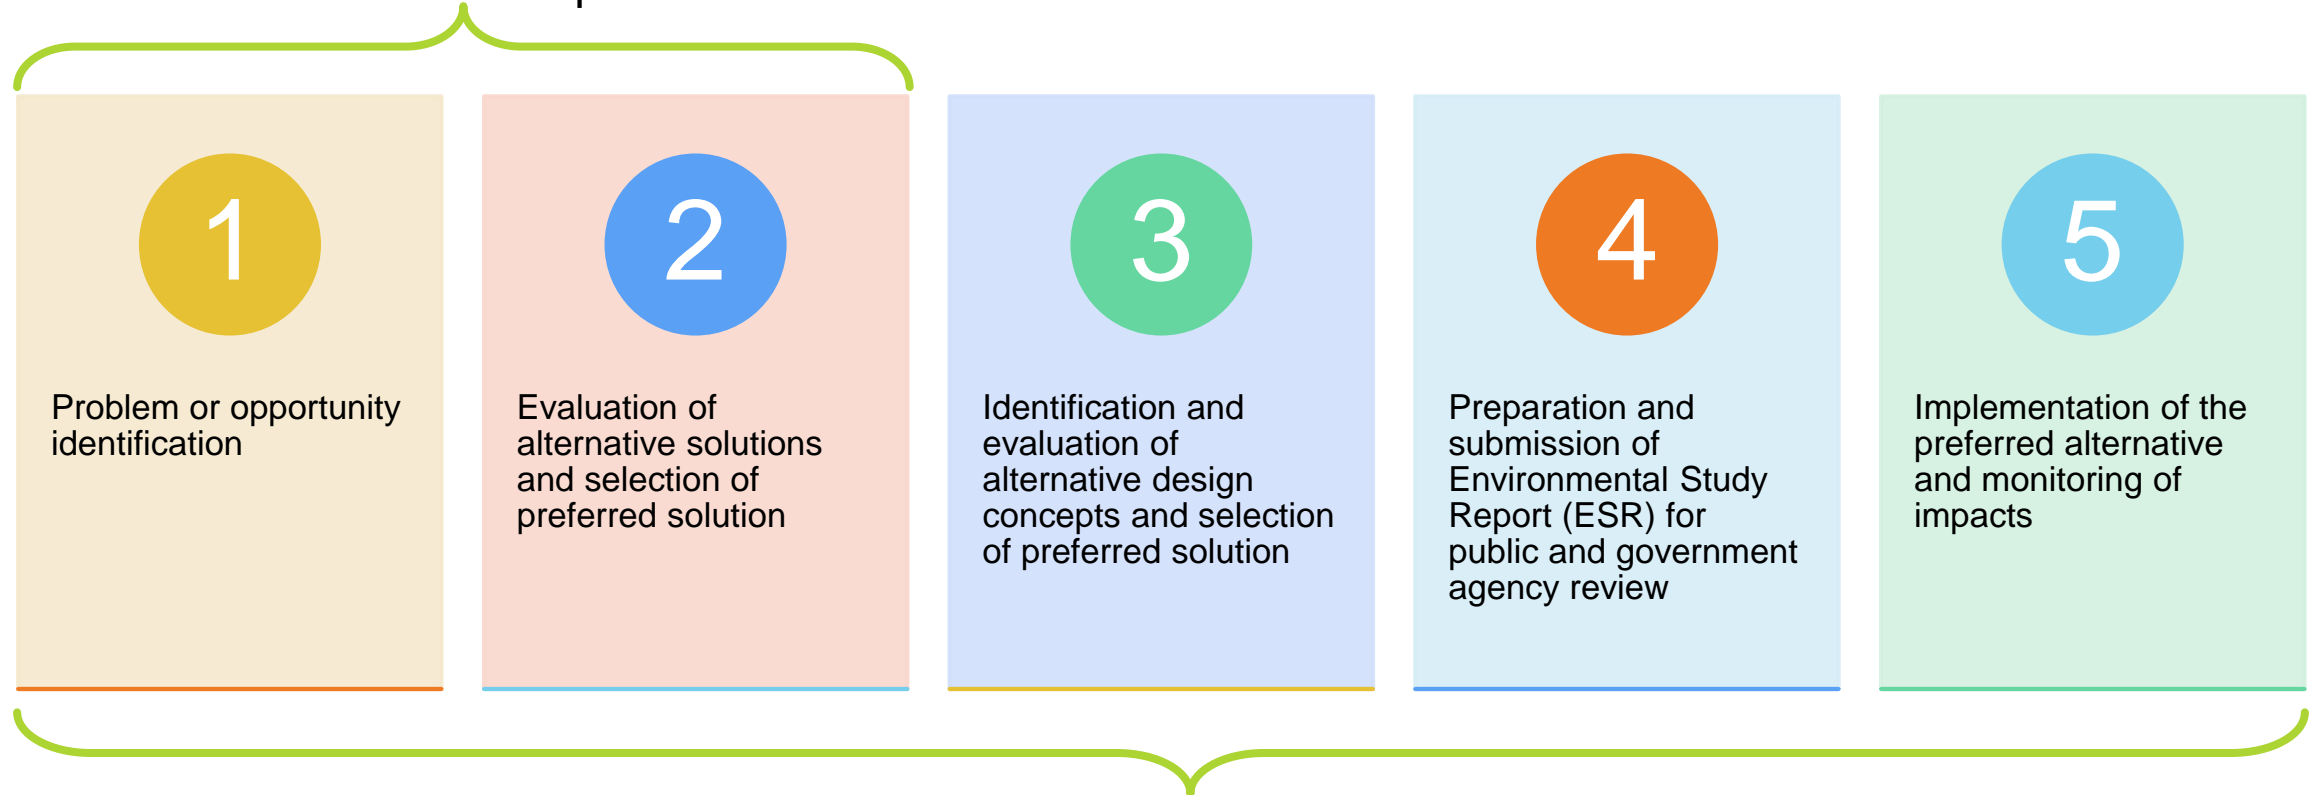 1
Problem or opportunity
identification
2
Evaluation of
alternative solutions
and selection of
preferred solution
3
Identification and
evaluation of
alternative design
concepts and selection
of preferred solution
4
Preparation and
submission of
Environmental Study
Report (ESR) for
public and government
agency review
5
Implementation of the
preferred alternative
and monitoring of
impacts